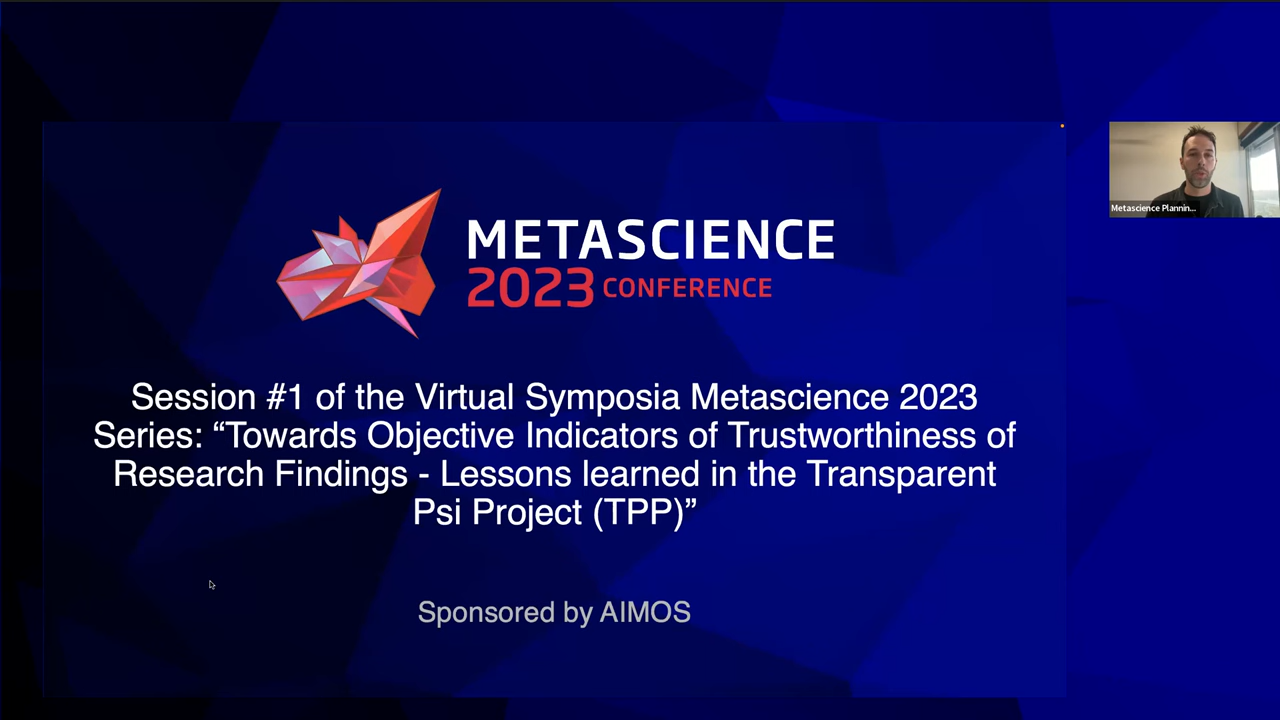 METASCIENCE
2023 CONFERENCE
Metascience Plannin...
Session #1 of the Virtual Symposia Metascience 2023
Series: “Towards Objective Indicators of Trustworthiness of
Research Findings - Lessons learned in the Transparent
Psi Project (TPP)”
Sponsored by AIMOS